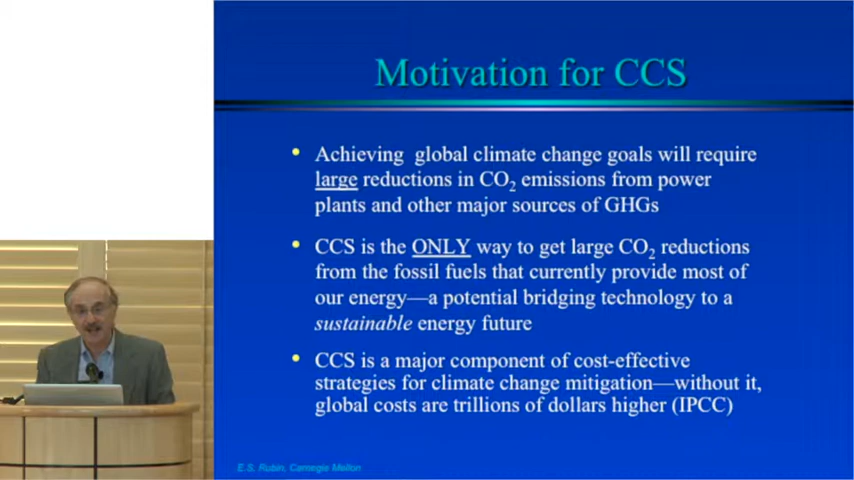 Motivation for CCS
• Achieving global climate change goals will require
large reductions in CO2 emissions from power
plants and other major sources of GHGs
• CCS is the ONLY way to get large CO2 reductions
from the fossil fuels that currently provide most of
our energy—a potential bridging technology to a
sustainable energy future
• CCS is a major component of cost-effective
strategies for climate change mitigation—without it,
global costs are trillions of dollars higher (IPCC)
E.S. Rubin, Carnegie Mellon